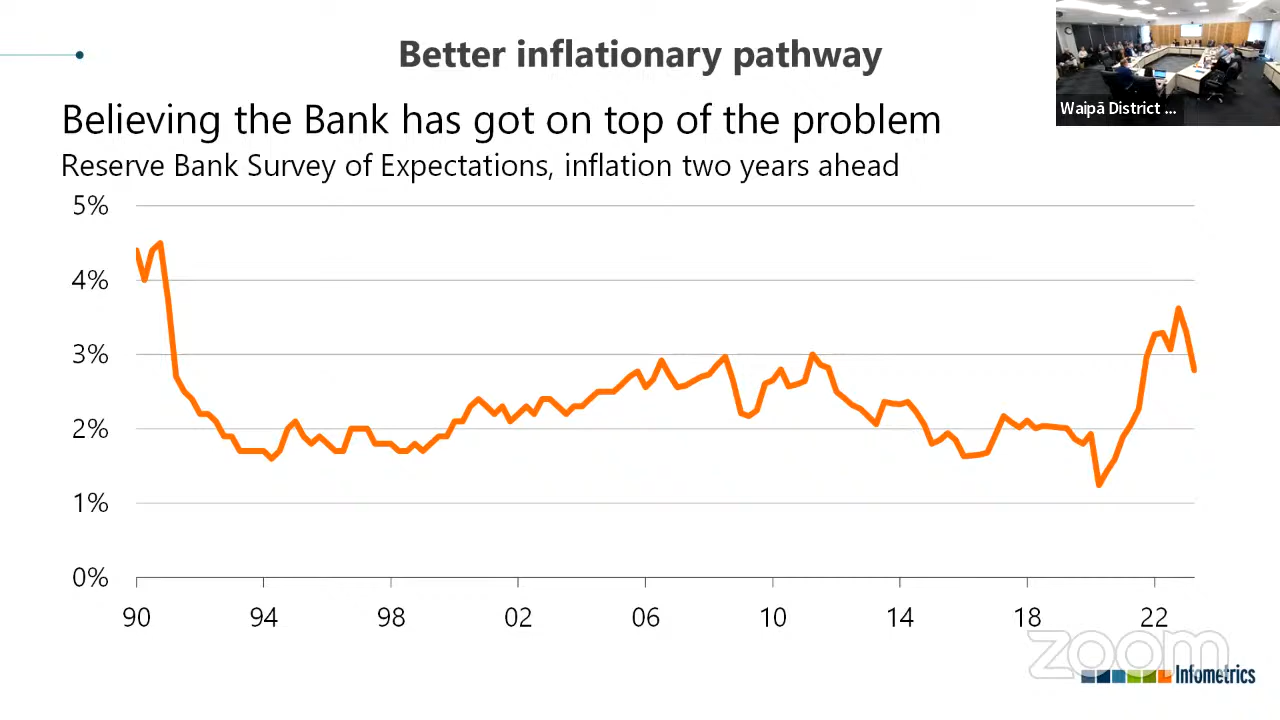 Better inflationary pathway
Waipā District ...
Believing the Bank has got on top of the problem
Reserve Bank Survey of Expectations, inflation two years ahead
5%
4%
3%
2%
1%
0%
90 94 98 02 06 10 14 18 22
zoom
Infometrics